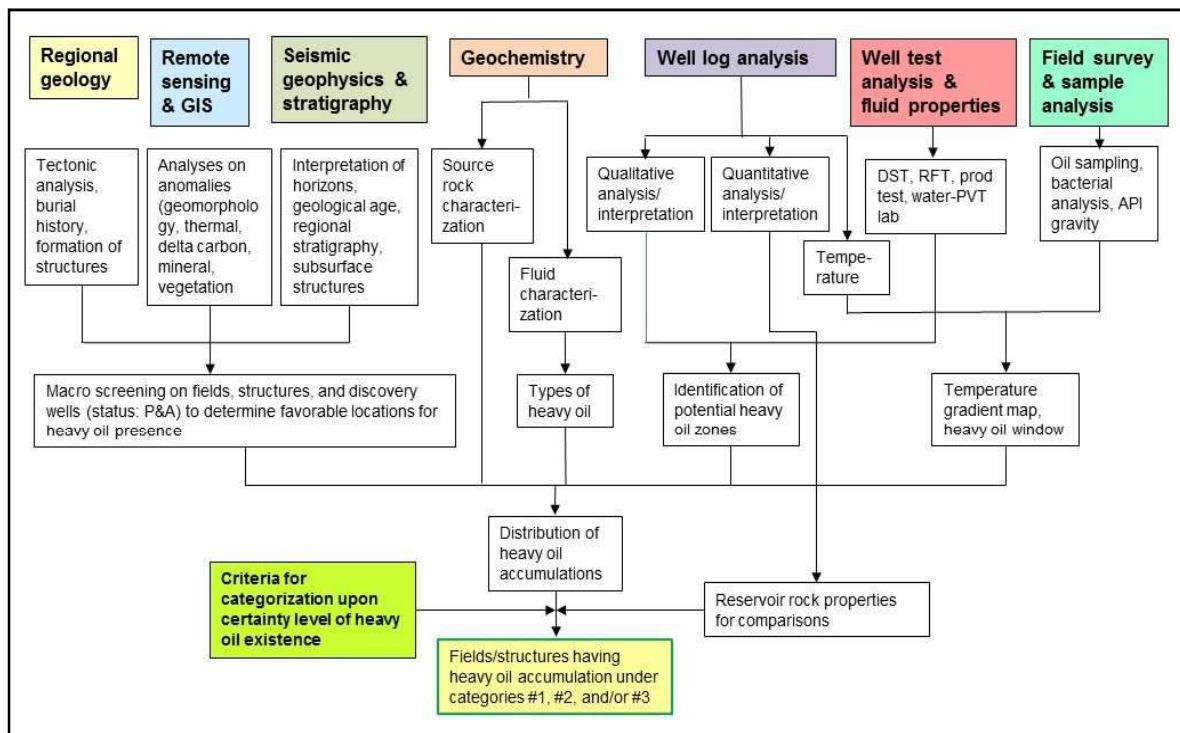 Regional
geology
Remote
sensing
& GIS
Seismic
geophysics &
stratigraphy
Geochemistry
Well log analysis
Well test
analysis &
fluid properties
Field survey
& sample
analysis
Tectonic
analysis,
burial
history,
formation of
structures
Analyses on
anomalies
(geomorpholo
gy, thermal,
delta carbon,
mineral,
vegetation
Interpretation of
horizons,
geological age,
regional
stratigraphy,
subsurface
structures
Source
rock
characteri-
zation
Fluid
characteri-
zation
Qualitative
analysis/
interpretation
Quantitative
analysis/
interpretation
Tempe-
rature
DST, RFT, prod
test, water-PVT
lab
Oil sampling,
bacterial
analysis, API
gravity
Macro screening on fields, structures, and discovery
wells (status: P&A) to determine favorable locations for
heavy oil presence
Types of
heavy oil
Identification of
potential heavy
oil zones
Temperature
gradient map,
heavy oil window
Distribution of
heavy oil
accumulations
Criteria for
categorization upon
certainty level of heavy
oil existence
Reservoir rock properties
for comparisons
Fields/structures having
heavy oil accumulation under
categories #1, #2, and/or #3